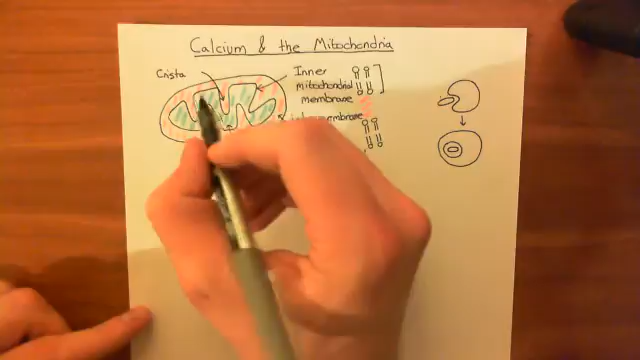 Calcium & the Mitochondria
Crista
Inner
mitochondrial
membrane